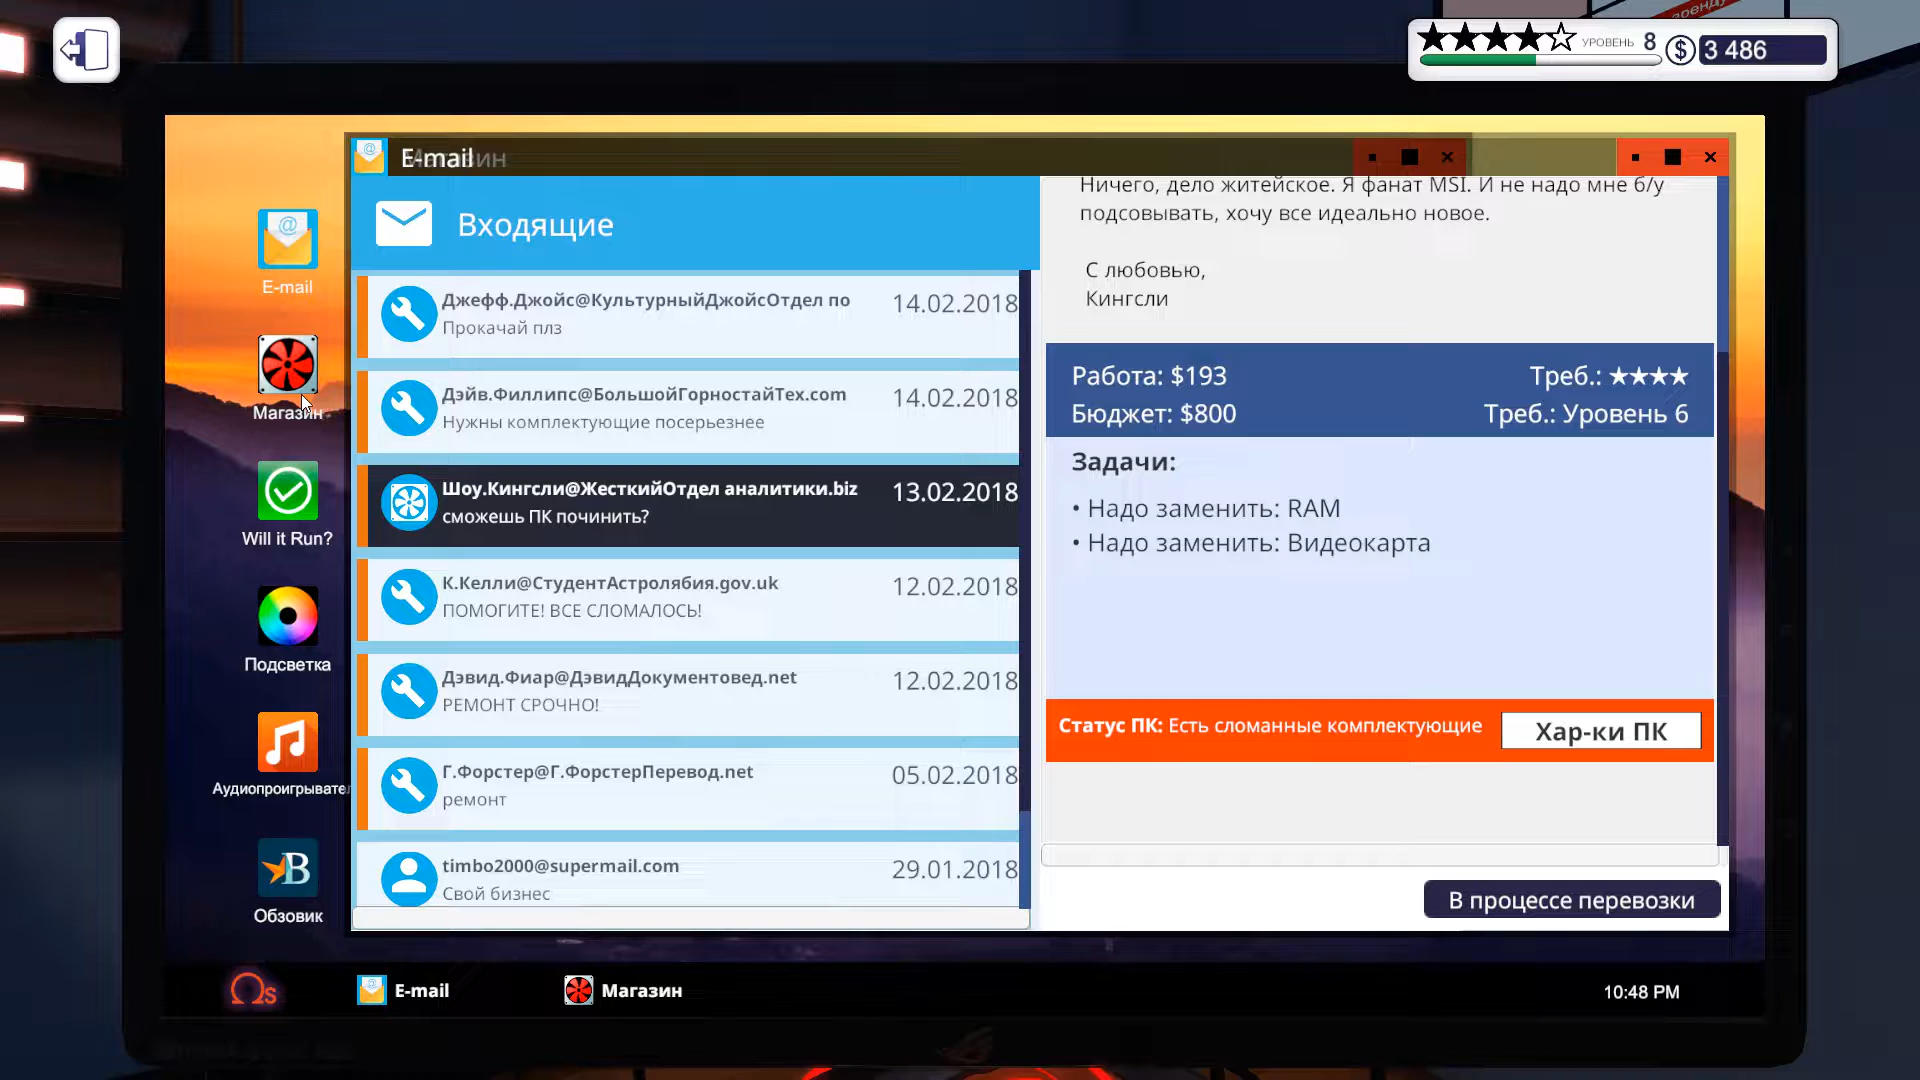 аренду
УРОВЕНЬ 8
3 486
E-mail
Входящие
Джефф.Джойс@КультурныйДжойсОтдел по
14.02.2018
Прокачай плз
Дэйв.Филлипс@БольшойГорностайТех.com
14.02.2018
Нужны комплектующие посерьезнее
Шоу.Кингсли@ЖесткийОтдел аналитики.biz
13.02.2018
сможешь ПК починить?
К.Келли@СтудентАстролябия.gov.uk
12.02.2018
ПОМОГИТЕ! ВСЕ СЛОМАЛОСЬ!
Дэвид.Фиар@ДэвидДокументовед.net
12.02.2018
РЕМОНТ СРОЧНО!
Г.Форстер@Г.ФорстерПеревод.net
05.02.2018
ремонт
timbo2000@supermail.com
29.01.2018
Свой бизнес
Ничего, дело житейское. Я фанат MSI. И не надо мне б/у
подсовывать, хочу все идеально новое.
С любовью,
Кингсли
Работа: $193
Треб.: ★★★★
Бюджет: $800
Треб.: Уровень 6
Задачи:
• Надо заменить: RAM
• Надо заменить: Видеокарта
Статус ПК: Есть сломанные комплектующие
Хар-ки ПК
В процессе перевозки
E-mail
Магазин
Will it Run?
Подсветка
Аудиопроигрывател
Обзовик
Ωs
E-mail
Магазин
10:48 PM